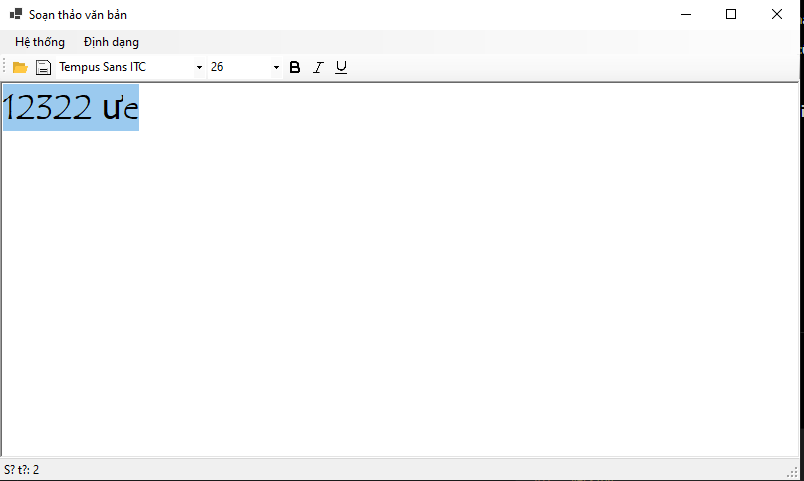 Soạn thảo văn bản
Hệ thống Định dạng
Tempus Sans ITC 26 B I U
12322 ưe
S? t?: 2